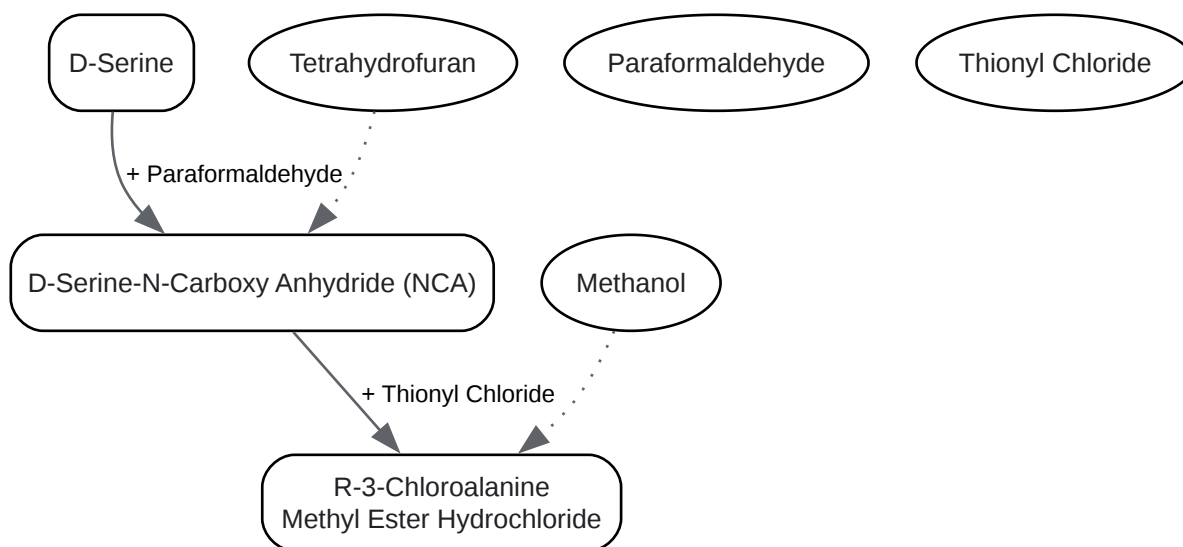 D-Serine
Tetrahydrofuran
Paraformaldehyde
Thionyl Chloride
+ Paraformaldehyde
D-Serine-N-Carboxy Anhydride (NCA)
Methanol
+ Thionyl Chloride
R-3-Chloroalanine
Methyl Ester Hydrochloride